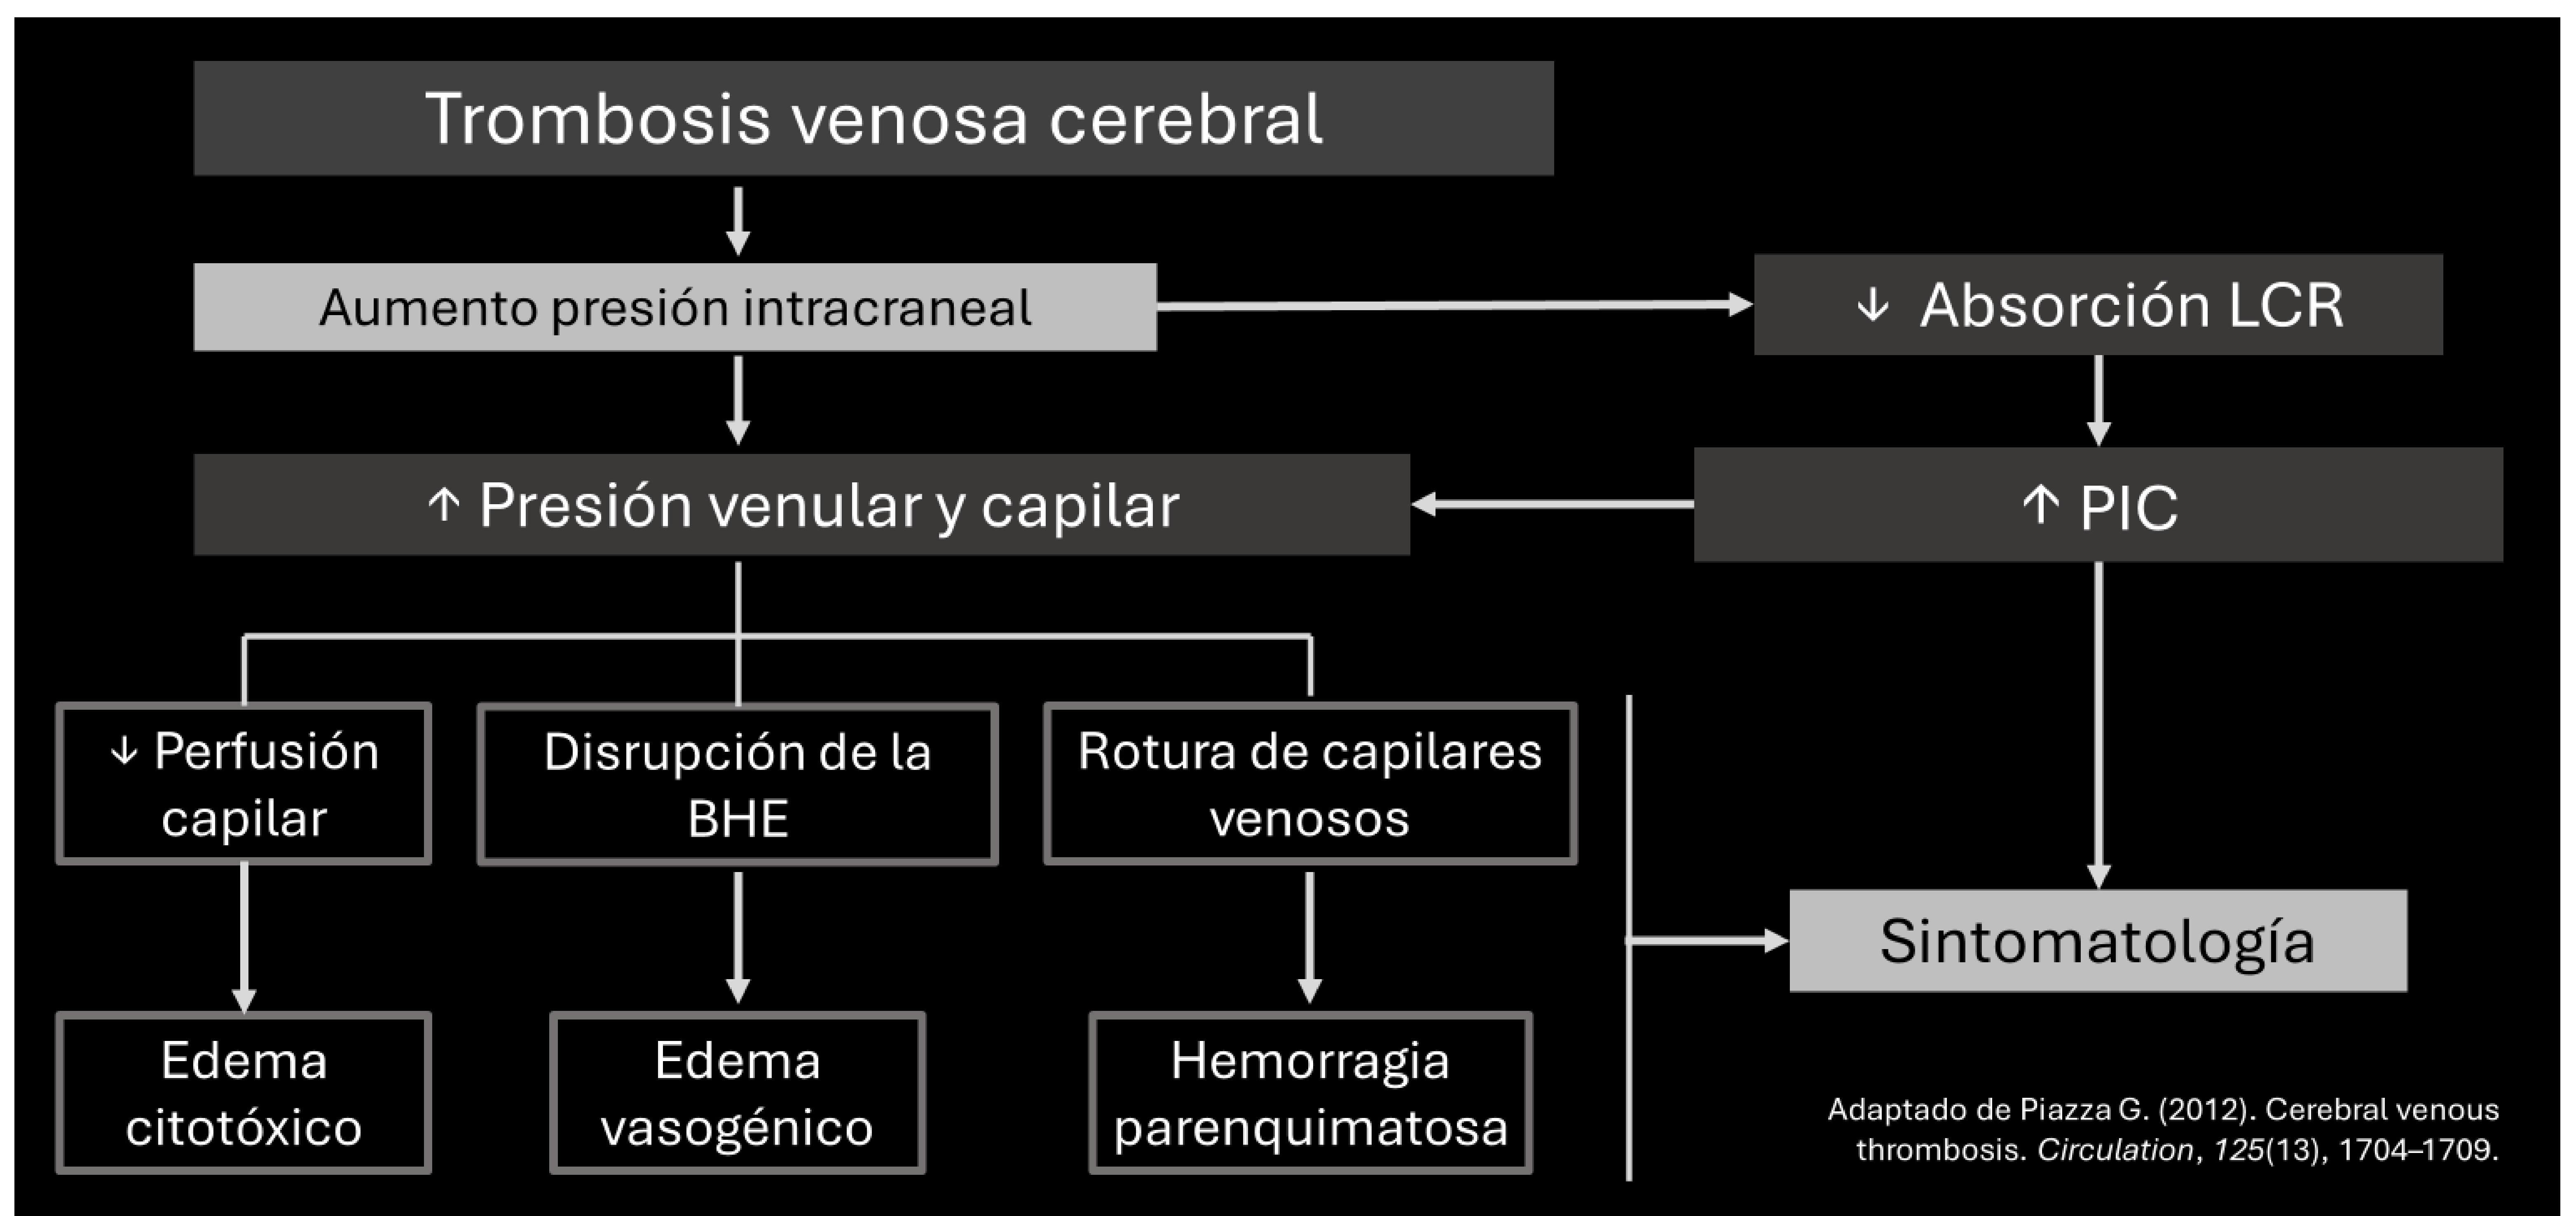 Trombosis venosa cerebral
Aumento presión intracraneal
↓ Absorción LCR
↑ Presión venular y capilar
↑ PIC
↓ Perfusión
capilar
Disrupción de la
BHE
Rotura de capilares
venosos
Sintomatología
Edema
citotóxico
Edema
vasogénico
Hemorragia
parenquimatosa
Adaptado de Piazza G. (2012). Cerebral venous
thrombosis. Circulation, 125(13), 1704–1709.